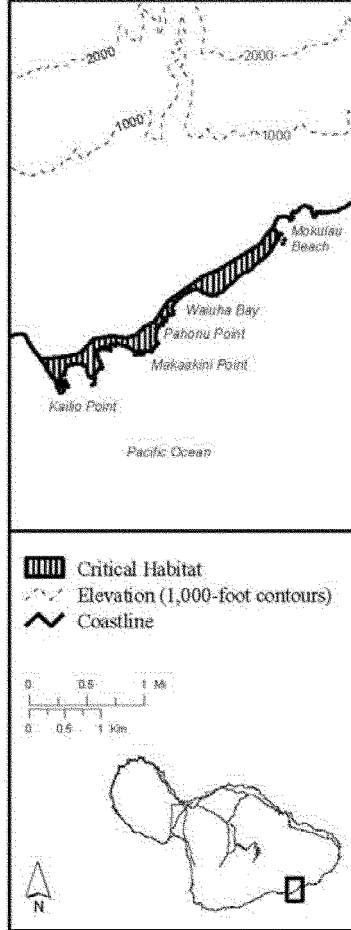 2000
2000
1000
1000
Mokulau
Beach
Waiuha Bay
Pahonu Point
Makaakini Point
Kailio Point
Pacific Ocean
Critical Habitat
Elevation (1,000-foot contours)
Coastline
0 0.5 1 Mi
0 0.5 1 Km
N